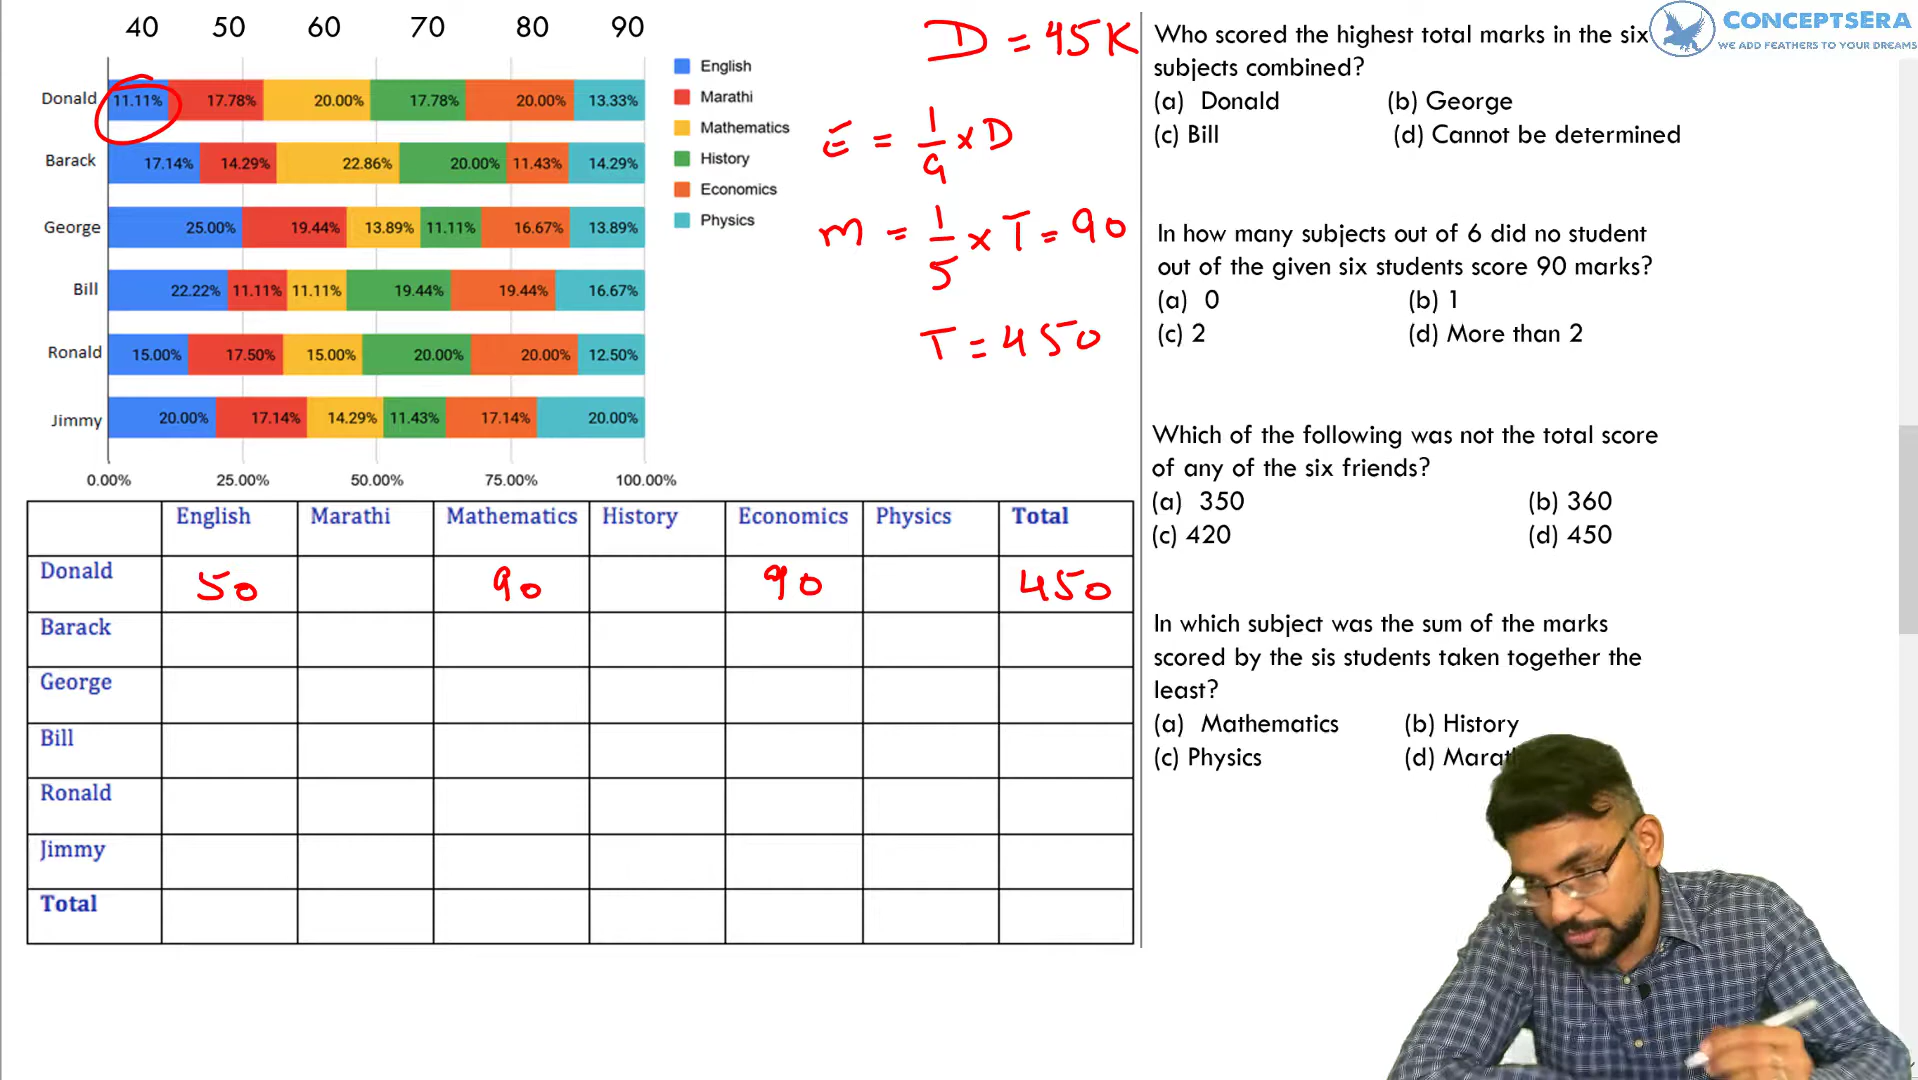 40 50 60 70 80 90
Donald 11.11% 17.78% 20.00% 17.78% 20.00% 13.33%
Barack 17.14% 14.29% 22.86% 20.00% 11.43% 14.29%
George 25.00% 19.44% 13.89% 11.11% 16.67% 13.89%
Bill 22.22% 11.11% 11.11% 19.44% 19.44% 16.67%
Ronald 15.00% 17.50% 15.00% 20.00% 20.00% 12.50%
Jimmy 20.00% 17.14% 14.29% 11.43% 17.14% 20.00%
0.00% 25.00% 50.00% 75.00% 100.00%
English
Marathi
Mathematics
History
Economics
Physics
D = 45K
E = 1/9 × D
M = 1/5 × T = 90
T = 450
English Marathi Mathematics History Economics Physics Total
Donald 50 90 90 450
Barack
George
Bill
Ronald
Jimmy
Total
CONCEPTSERA
WE ADD FEATHERS TO YOUR DREAMS
Who scored the highest total marks in the six
subjects combined?
(a) Donald (b) George
(c) Bill (d) Cannot be determined
In how many subjects out of 6 did no student
out of the given six students score 90 marks?
(a) 0 (b) 1
(c) 2 (d) More than 2
Which of the following was not the total score
of any of the six friends?
(a) 350 (b) 360
(c) 420 (d) 450
In which subject was the sum of the marks
scored by the sis students taken together the
least?
(a) Mathematics (b) History
(c) Physics (d) Marat